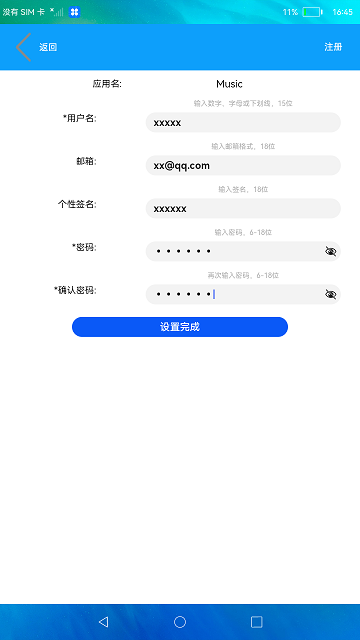 没有 SIM 卡 11% 16:45
返回 注册
应用名: Music
输入数字、字母或下划线，15位
*用户名: xxxxx
输入邮箱格式，18位
邮箱: xx@qq.com
输入签名，18位
个性签名: xxxxxx
输入密码，6-18位
*密码: ••••••
再次输入密码，6-18位
*确认密码: ••••••
设置完成